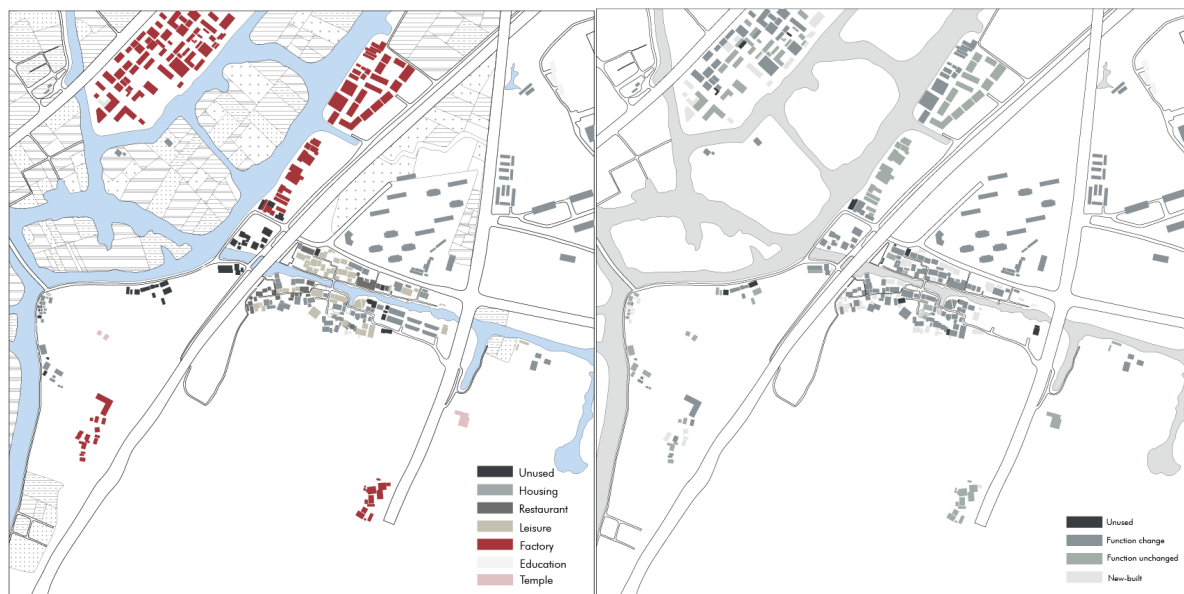 Unused
Housing
Restaurant
Leisure
Factory
Education
Temple
Unused
Function change
Function unchanged
New-built